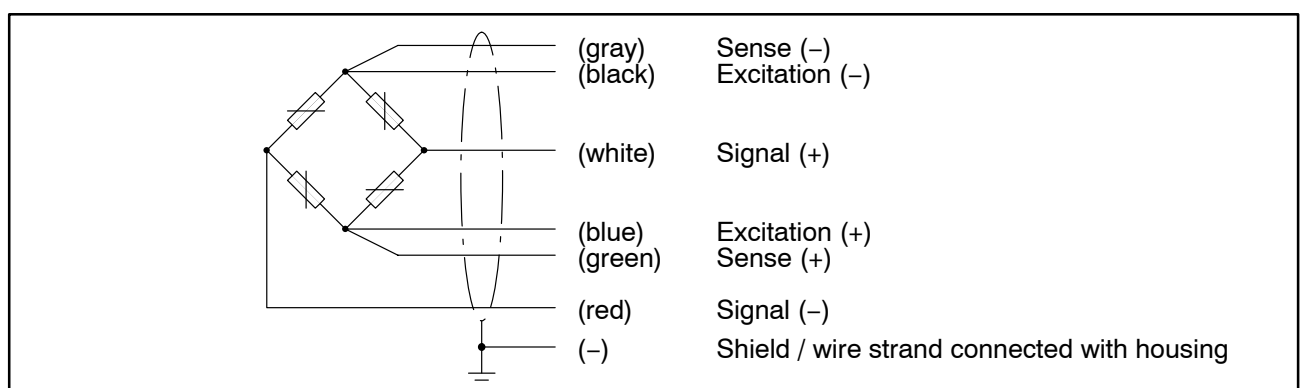 (gray) Sense (−)
(black) Excitation (−)
(white) Signal (+)
(blue) Excitation (+)
(green) Sense (+)
(red) Signal (−)
(−) Shield / wire strand connected with housing